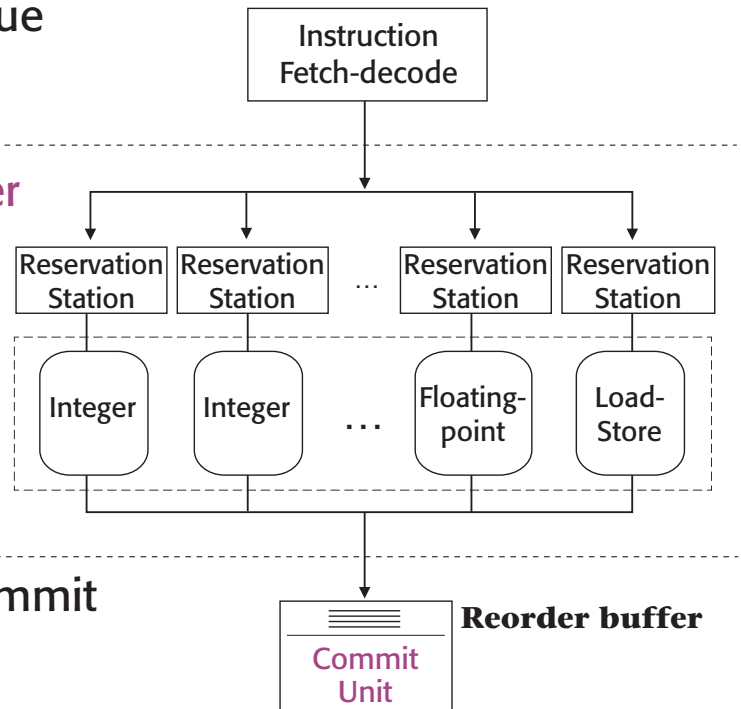 ue
Instruction
Fetch-decode
er
Reservation
Station
Reservation
Station
...
Reservation
Station
Reservation
Station
Integer
Integer
...
Floating-
point
Load-
Store
mmit
Reorder buffer
Commit
Unit